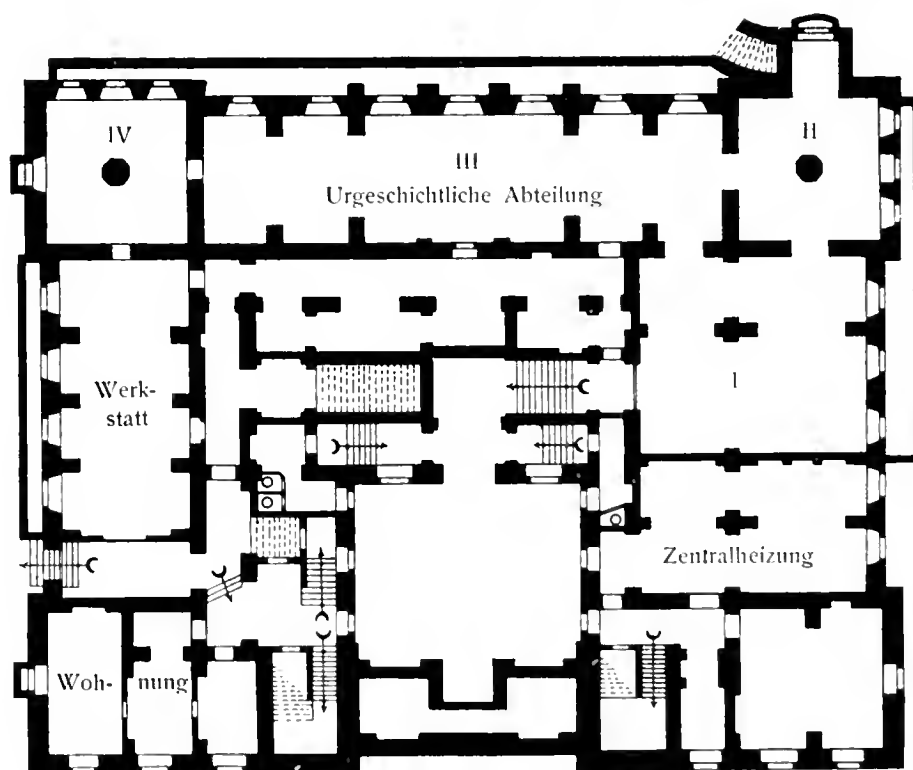 IV
II
III
Urgeschichtliche Abteilung
Werk-
statt
I
Zentralheizung
Woh- nung